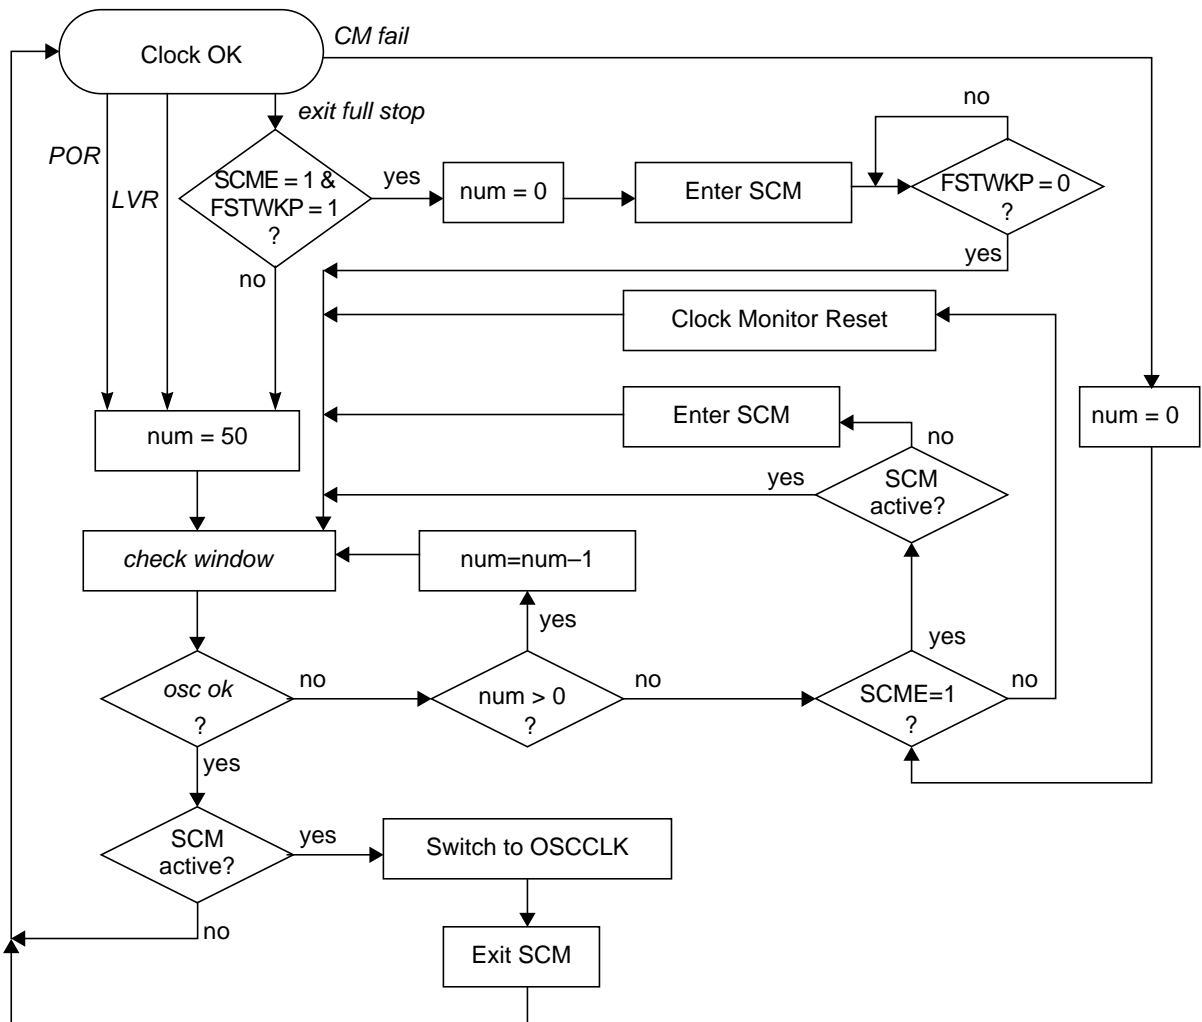 CM fail
Clock OK
exit full stop
no
POR
LVR
SCME = 1 &
FSTWKP = 1
?
yes
num = 0
Enter SCM
FSTWKP = 0
?
no
yes
Clock Monitor Reset
Enter SCM
num = 0
num = 50
no
yes
SCM
active?
check window
num=num–1
yes
yes
osc ok
?
no
num > 0
?
no
SCME=1
?
no
yes
SCM
active?
yes
Switch to OSCCLK
no
Exit SCM